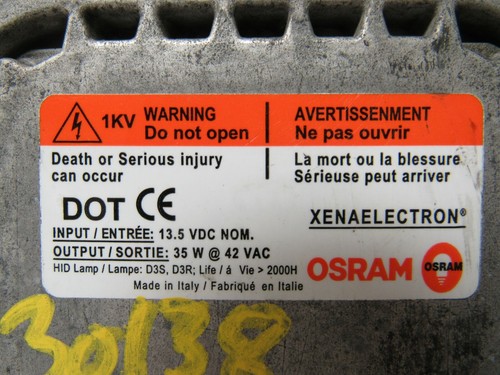 1KV WARNING AVERTISSENMENT
Do not open Ne pas ouvrir
Death or Serious injury La mort ou la blessure
can occur Sérieuse peut arriver
DOT CE XENAELECTRON®
INPUT / ENTRÉE: 13.5 VDC NOM.
OUTPUT / SORTIE: 35 W @ 42 VAC
HID Lamp / Lampe: D3S, D3R; Life / á Vie > 2000H
OSRAM OSRAM
Made in Italy / Fabriqué en Italie
30138